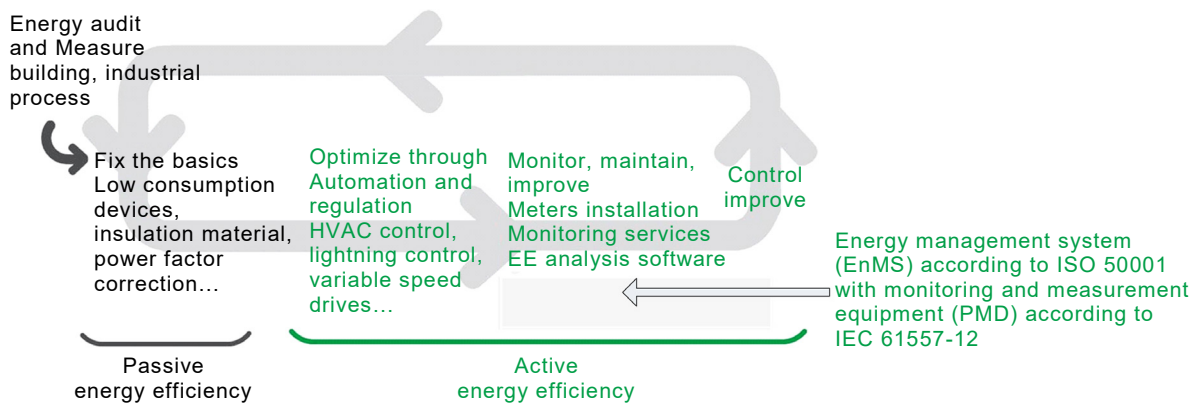 Energy audit
and Measure
building, industrial
process
Fix the basics
Low consumption
devices,
insulation material,
power factor
correction…
Optimize through
Automation and
regulation
HVAC control,
lightning control,
variable speed
drives…
Monitor, maintain,
improve
Meters installation
Monitoring services
EE analysis software
Control
improve
Energy management system
(EnMS) according to ISO 50001
with monitoring and measurement
equipment (PMD) according to
IEC 61557-12
Passive
energy efficiency
Active
energy efficiency